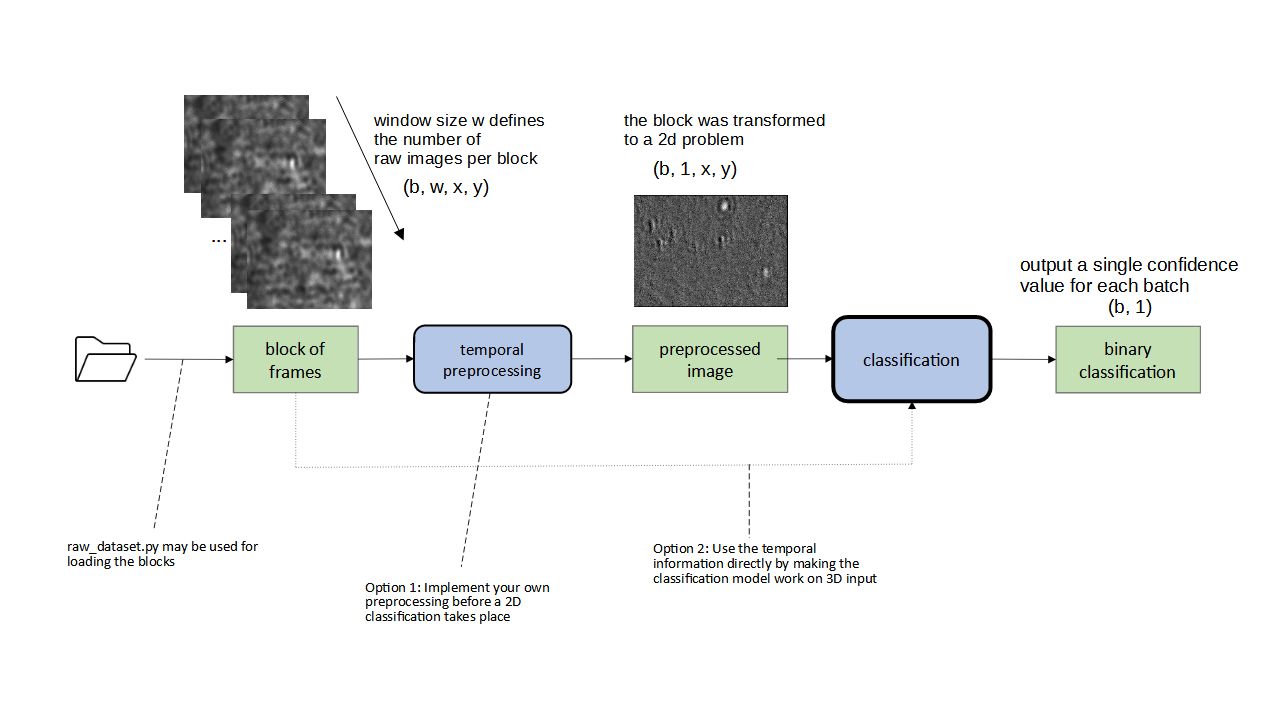 window size w defines
the number of
raw images per block
(b, w, x, y)
the block was transformed
to a 2d problem
(b, 1, x, y)
...
output a single confidence
value for each batch
(b, 1)
block of
frames
temporal
preprocessing
preprocessed
image
classification
binary
classification
raw_dataset.py may be used for
loading the blocks
Option 1: Implement your own
preprocessing before a 2D
classification takes place
Option 2: Use the temporal
information directly by making the
classification model work on 3D input